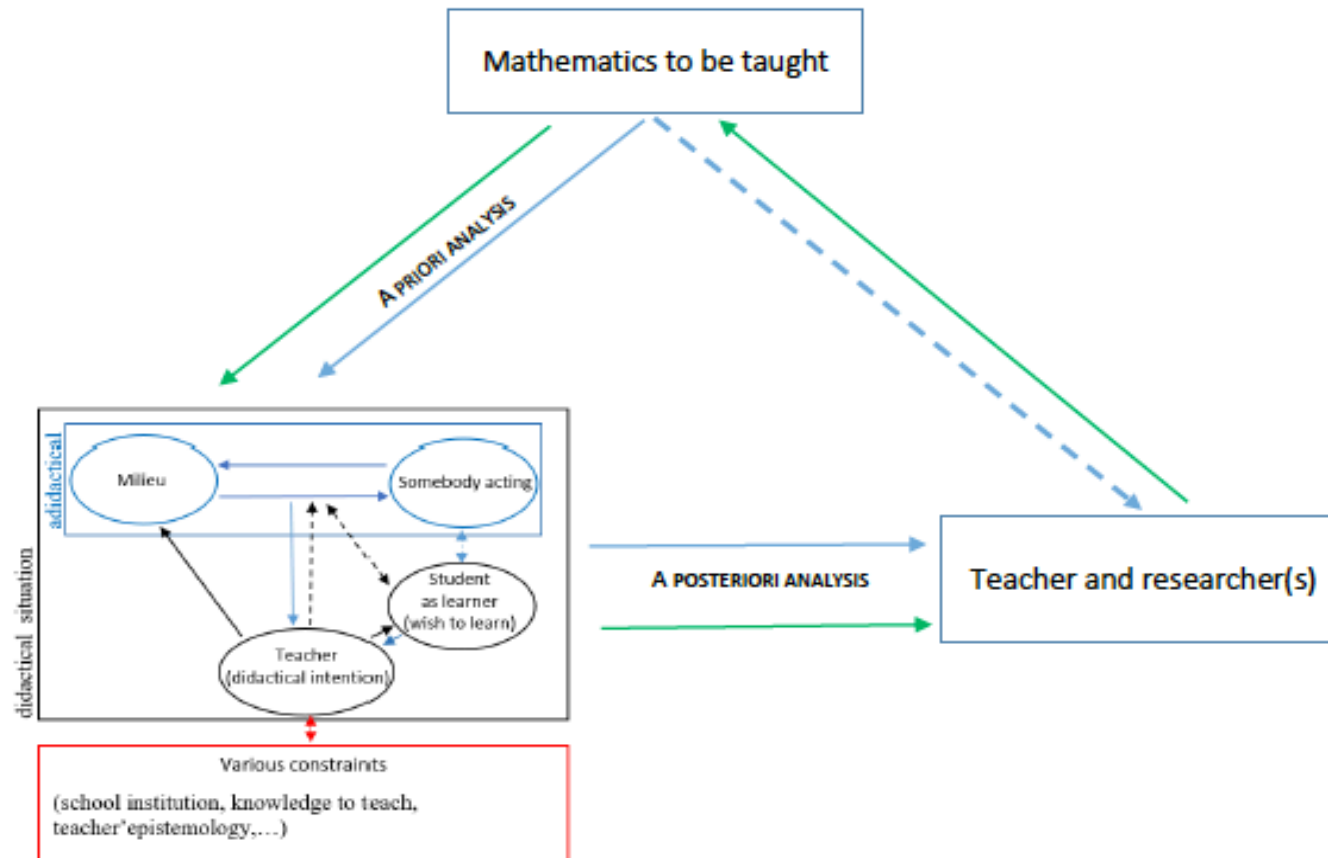 Mathematics to be taught
A PRIORI ANALYSIS
adidactical
Milieu
Somebody acting
didactical situation
Student
as learner
(wish to learn)
Teacher
(didactical intention)
A POSTERIORI ANALYSIS
Teacher and researcher(s)
Various constraints
(school institution, knowledge to teach,
teacher'epistemology,…)